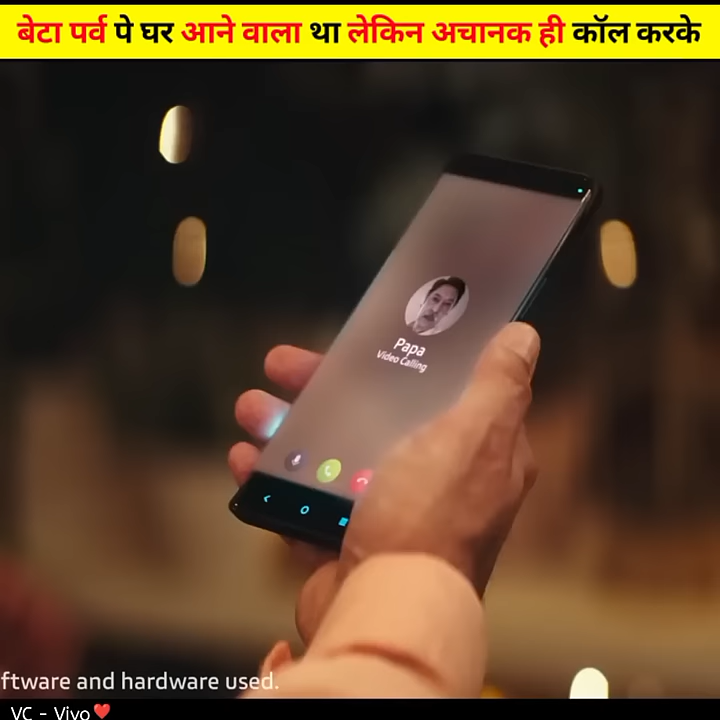 बेटा पर्व पे घर आने वाला था लेकिन अचानक ही कॉल करके
Papa
Video Calling
ftware and hardware used.
VC - Vivo❤️